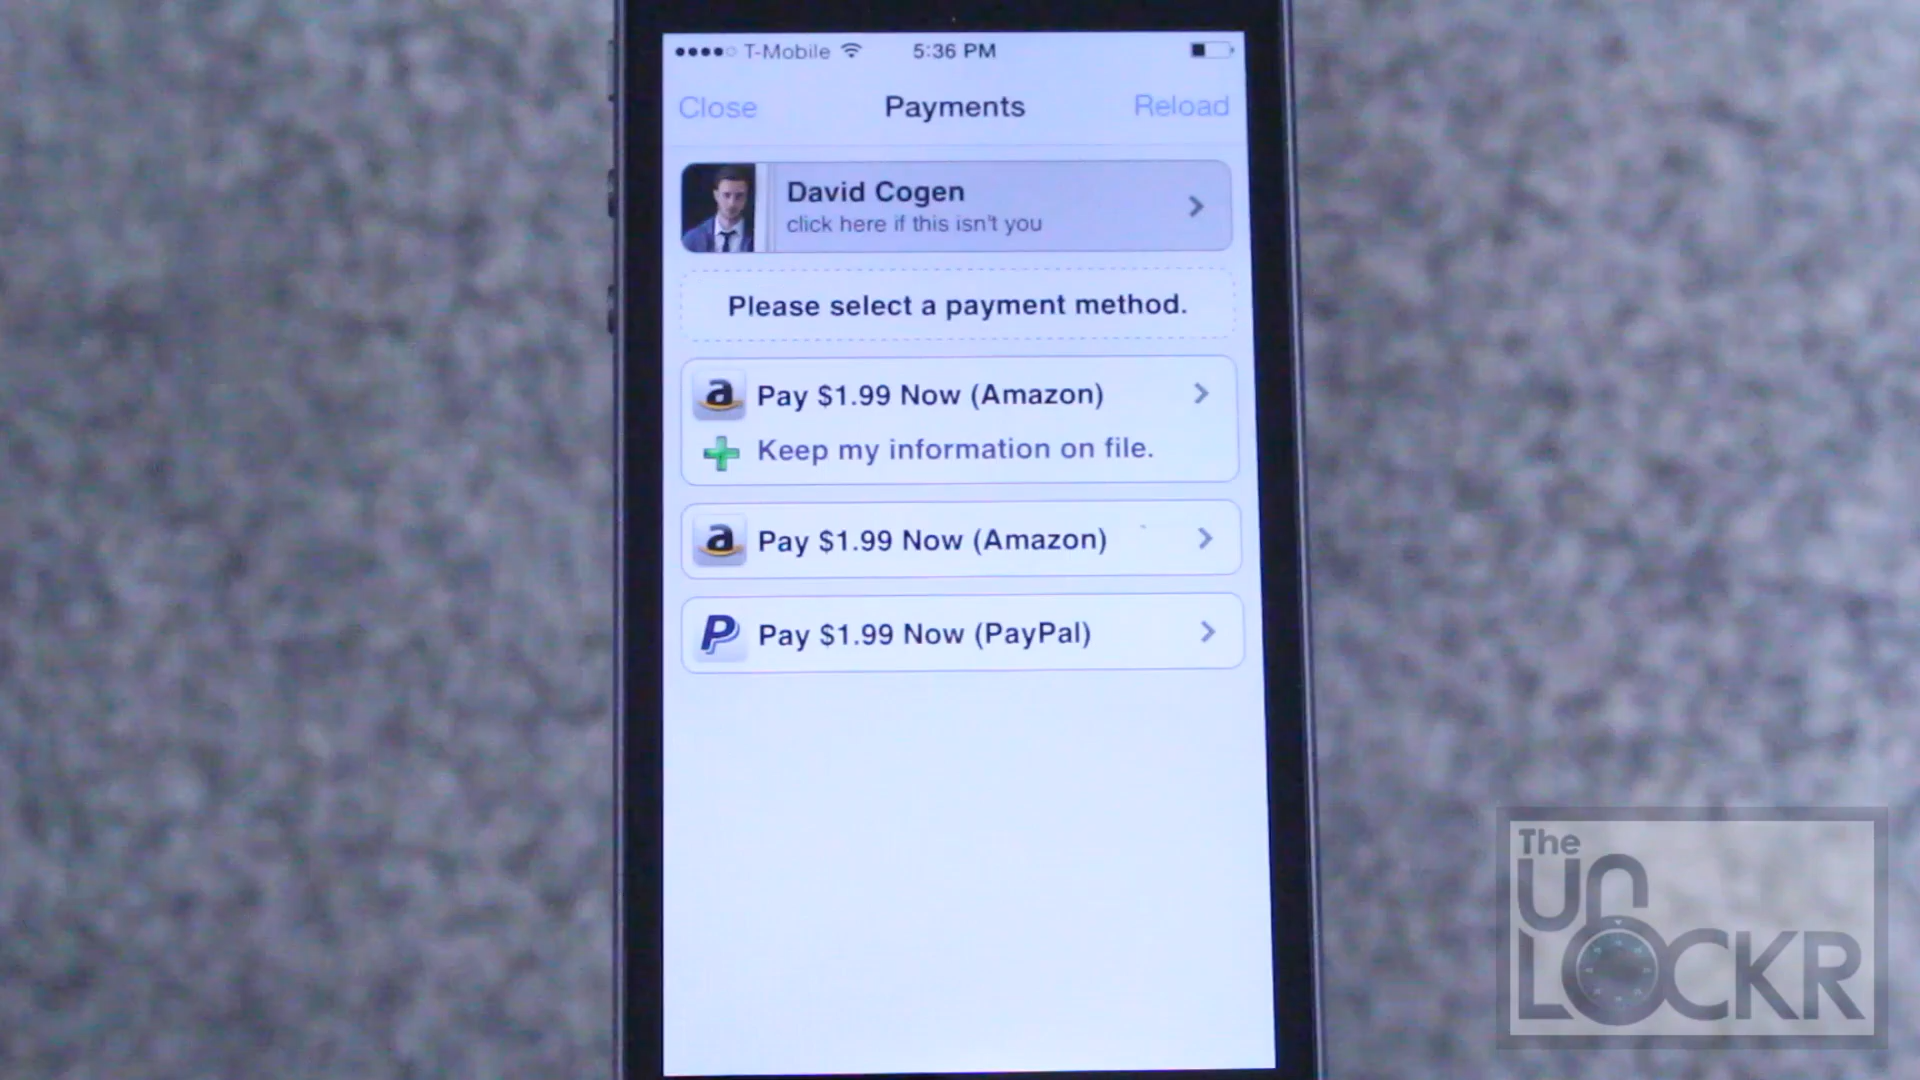 T-Mobile 5:36 PM
Close Payments Reload
David Cogen
click here if this isn't you
Please select a payment method.
Pay $1.99 Now (Amazon)
Keep my information on file.
Pay $1.99 Now (Amazon)
Pay $1.99 Now (PayPal)
The
UN
LOCKR